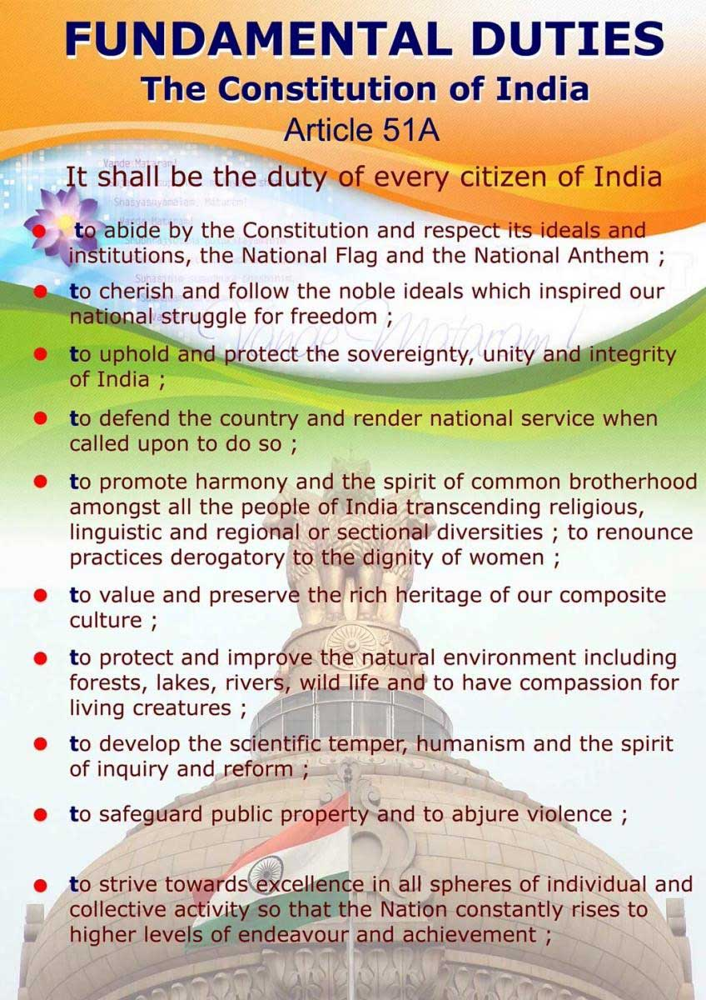 FUNDAMENTAL DUTIES
The Constitution of India
Article 51A
Vande Mataram!
It shall be the duty of every citizen of India
Shasyashyamalam, Mataram!
• to abide by the Constitution and respect its ideals and
institutions, the National Flag and the National Anthem ;
• to cherish and follow the noble ideals which inspired our
national struggle for freedom ;
Vande Mataram !
• to uphold and protect the sovereignty, unity and integrity
of India ;
• to defend the country and render national service when
called upon to do so ;
• to promote harmony and the spirit of common brotherhood
amongst all the people of India transcending religious,
linguistic and regional or sectional diversities ; to renounce
practices derogatory to the dignity of women ;
• to value and preserve the rich heritage of our composite
culture ;
• to protect and improve the natural environment including
forests, lakes, rivers, wild life and to have compassion for
living creatures ;
• to develop the scientific temper, humanism and the spirit
of inquiry and reform ;
• to safeguard public property and to abjure violence ;
• to strive towards excellence in all spheres of individual and
collective activity so that the Nation constantly rises to
higher levels of endeavour and achievement ;